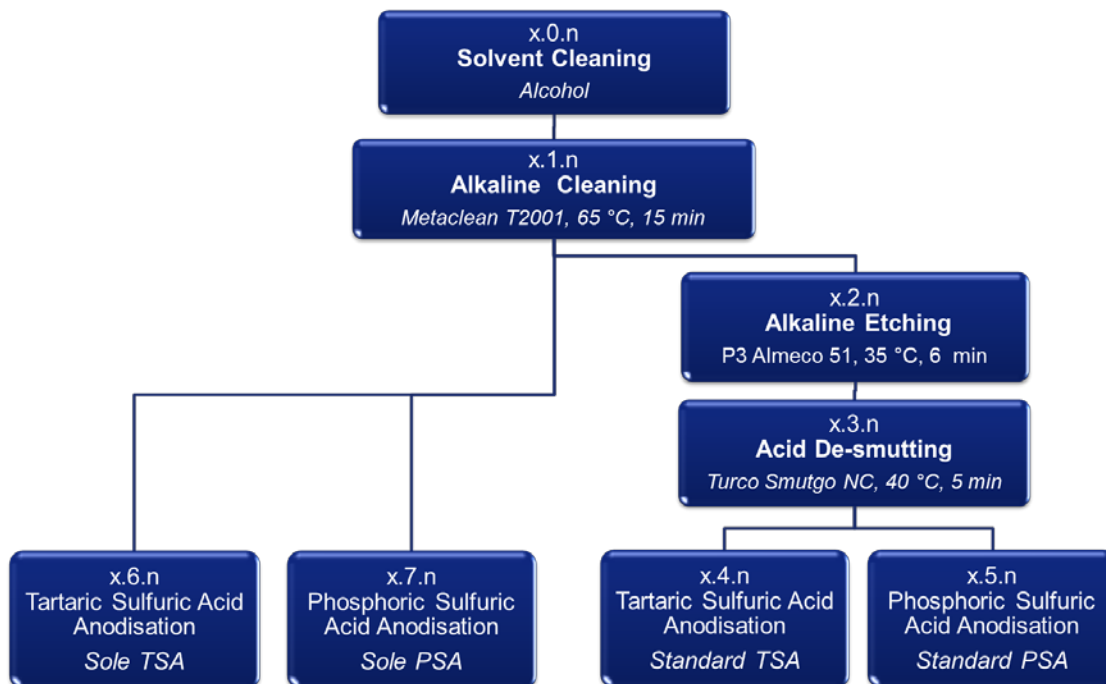 x.0.n
Solvent Cleaning
Alcohol
x.1.n
Alkaline Cleaning
Metaclean T2001, 65 °C, 15 min
x.2.n
Alkaline Etching
P3 Almeco 51, 35 °C, 6 min
x.3.n
Acid De-smutting
Turco Smutgo NC, 40 °C, 5 min
x.6.n
Tartaric Sulfuric Acid
Anodisation
Sole TSA
x.7.n
Phosphoric Sulfuric
Acid Anodisation
Sole PSA
x.4.n
Tartaric Sulfuric Acid
Anodisation
Standard TSA
x.5.n
Phosphoric Sulfuric
Acid Anodisation
Standard PSA